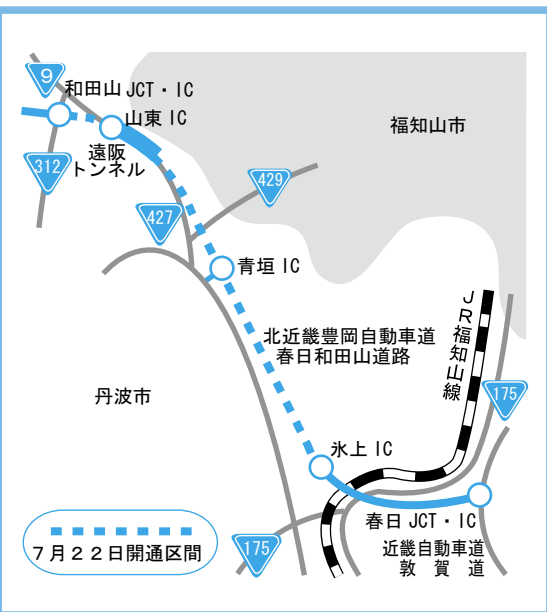 9
和田山 JCT・IC
山東 IC
福知山市
遠阪
トンネル
312
429
427
青垣 IC
JR福知山線
北近畿豊岡自動車道
春日和田山道路
175
丹波市
氷上 IC
春日 JCT・IC
7月22日開通区間
175
近畿自動車道
敦賀道